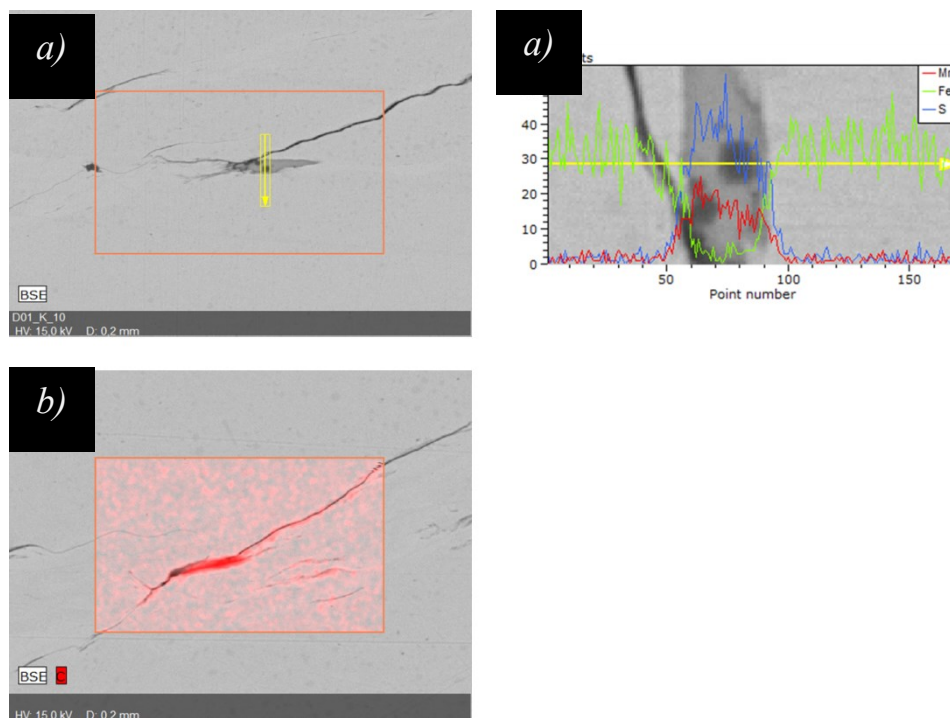 a)
BSE
D01_K_10
HV: 15,0 kV D: 0,2 mm
a)
Mn
Fe
S
40
30
20
10
0
50
100
150
Point number
b)
BSE C
HV: 15,0 kV D: 0,2 mm